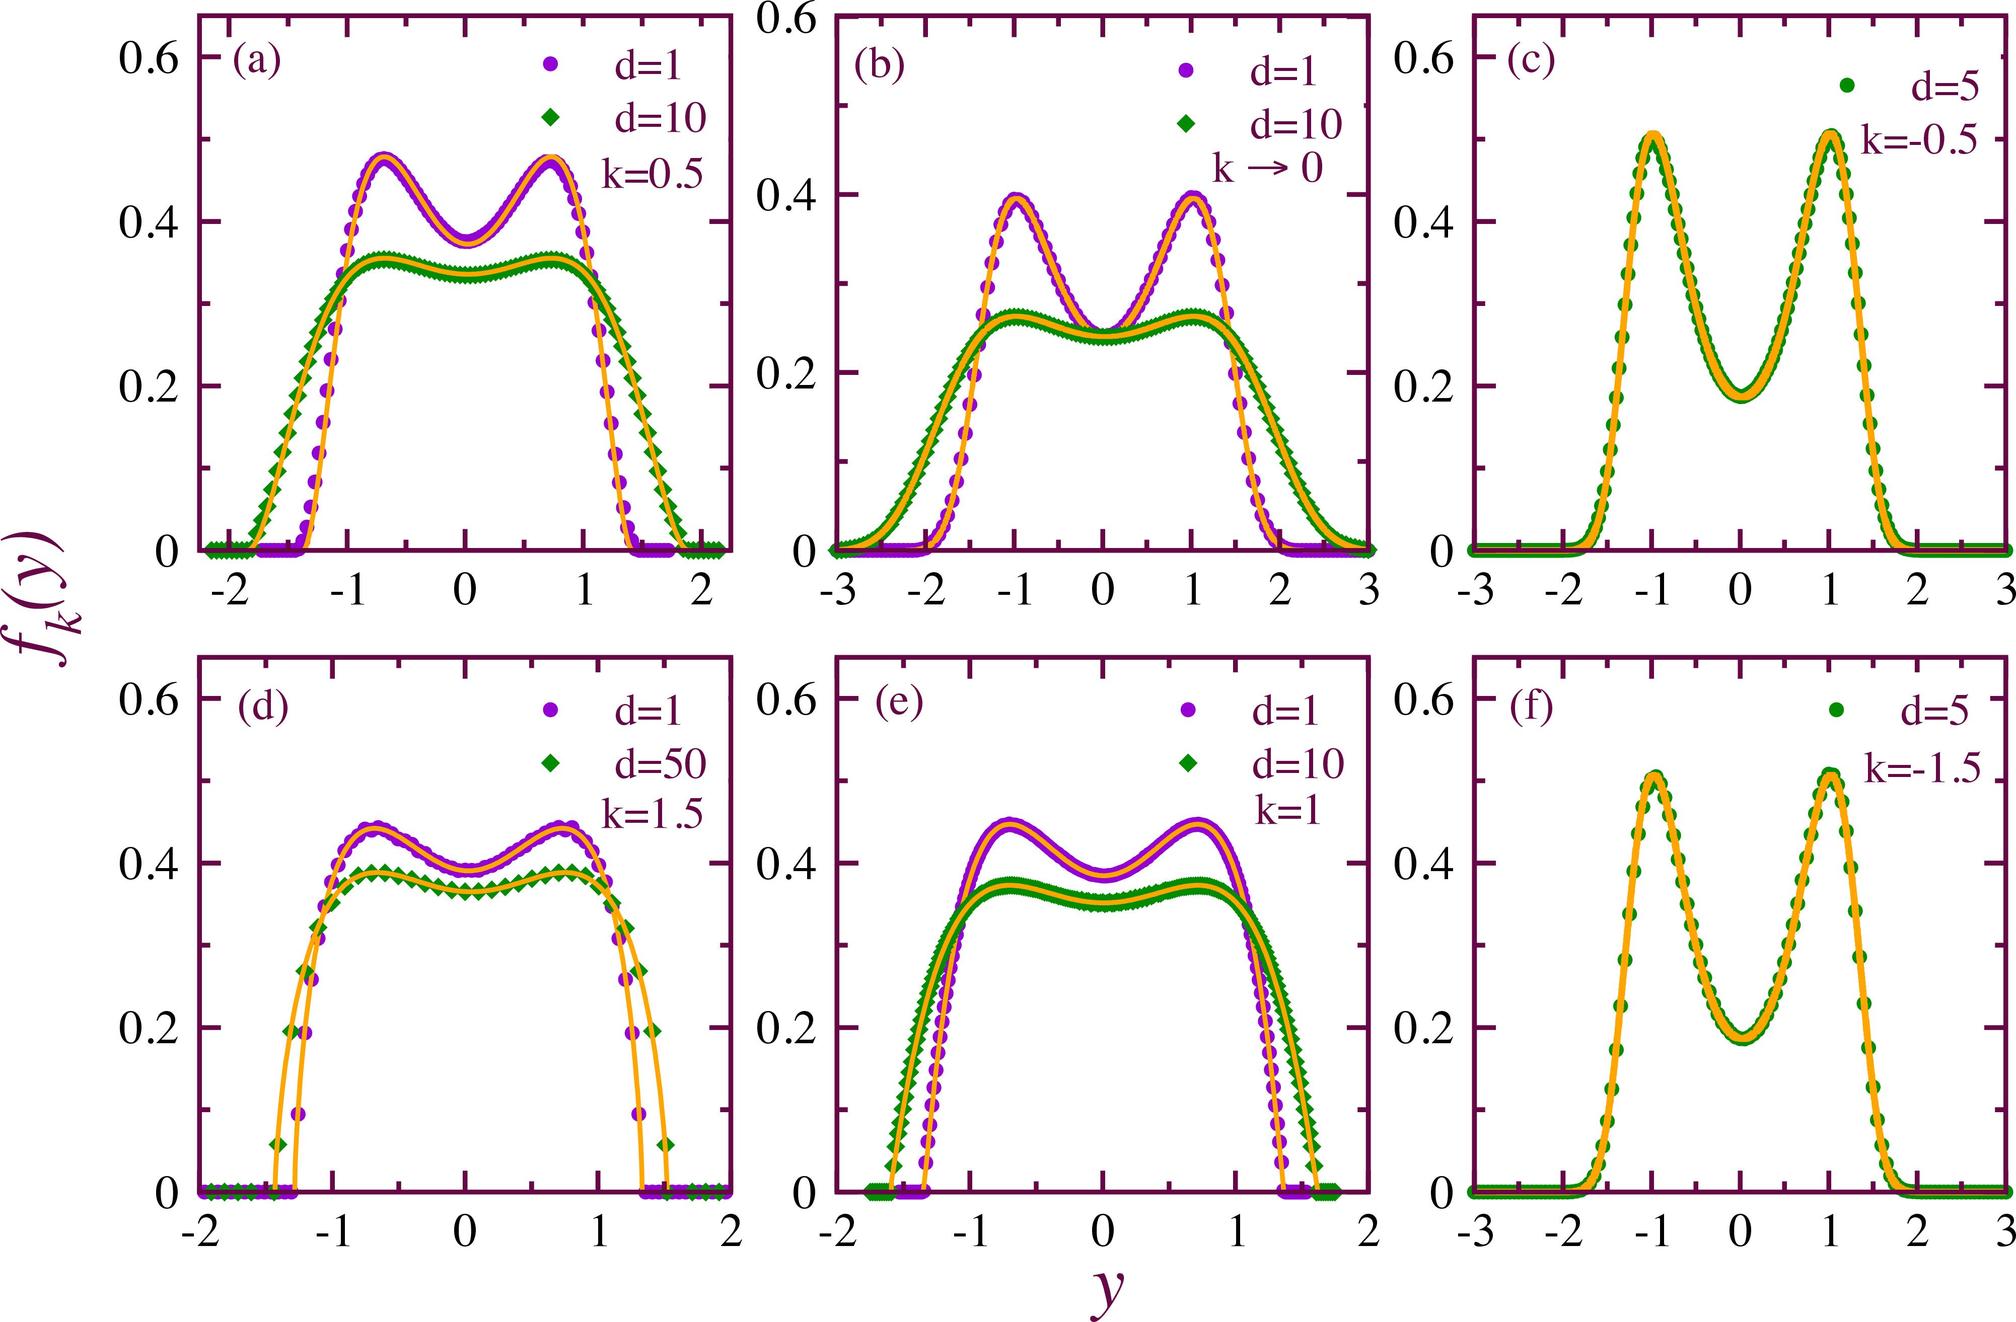 (a)
d=1
d=10
k=0.5
0.6
0.4
0.2
0
-2 -1 0 1 2
(b)
d=1
d=10
k → 0
0.6
0.4
0.2
0
-3 -2 -1 0 1 2 3
(c)
d=5
k=-0.5
0.6
0.4
0.2
0
-3 -2 -1 0 1 2 3
f_k(y)
(d)
d=1
d=50
k=1.5
0.6
0.4
0.2
0
-2 -1 0 1 2
(e)
d=1
d=10
k=1
0.6
0.4
0.2
0
-2 -1 0 1 2
(f)
d=5
k=-1.5
0.6
0.4
0.2
0
-3 -2 -1 0 1 2 3
y